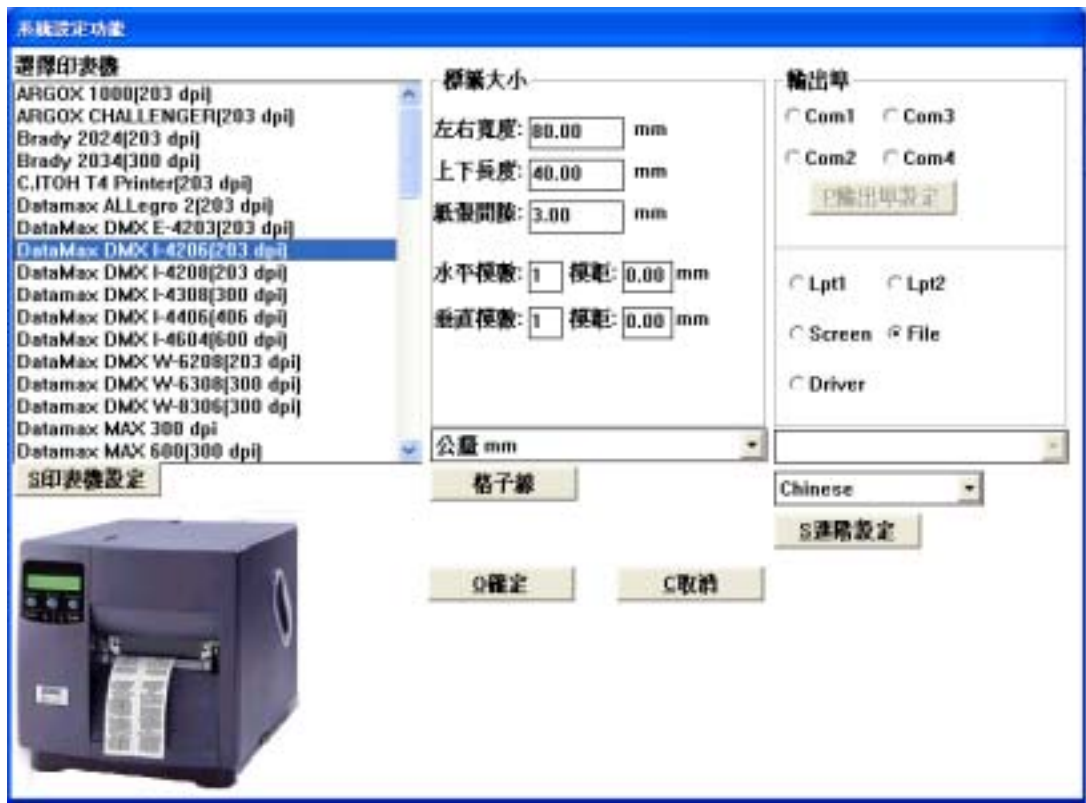 系統設定功能
選擇印表機
ARGOX 1000(203 dpi)
ARGOX CHALLENGER(203 dpi)
Brady 2024(203 dpi)
Brady 2034(300 dpi)
C.ITOH T4 Printer(203 dpi)
Datamax ALLegro 2(203 dpi)
DataMax DMX E-4203(203 dpi)
DataMax DMX I-4206(203 dpi)
DataMax DMX I-4208(203 dpi)
Datamax DMX I-4308(300 dpi)
DataMax DMX I-4406(406 dpi)
DataMax DMX I-4604(600 dpi)
Datamax DMX W-6208(203 dpi)
Datamax DMX W-6308(300 dpi)
Datamax DMX W-8306(300 dpi)
Datamax MAX 300 dpi
Datamax MAX 600(300 dpi)
S印表機設定
標籤大小
左右寬度: 80.00 mm
上下長度: 40.00 mm
紙張間隙: 3.00 mm
水平模數: 1 模距: 0.00 mm
垂直模數: 1 模距: 0.00 mm
公釐 mm
格子線
O確定 C取消
輸出埠
Com1 Com3
Com2 Com4
P輸出埠設定
Lpt1 Lpt2
Screen File
Driver
Chinese
S進階設定